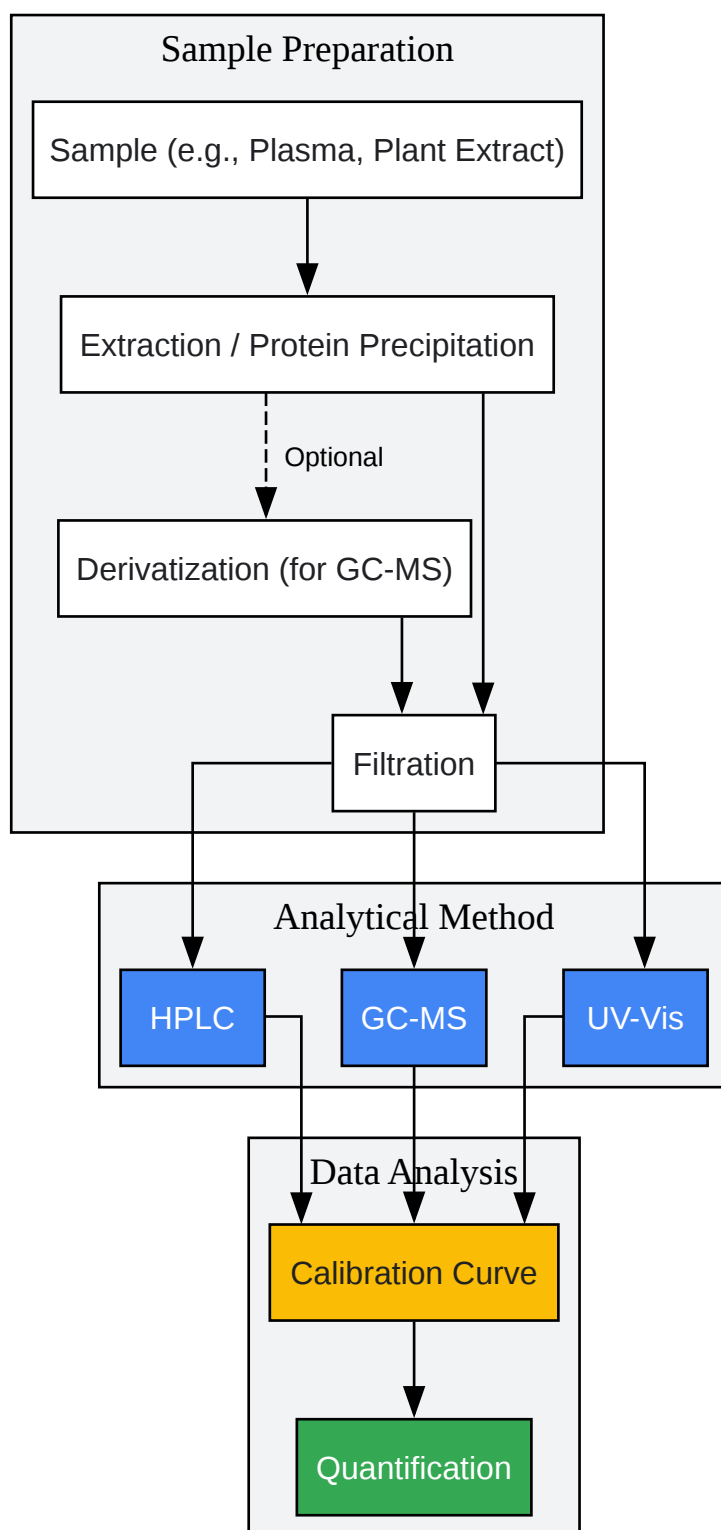 Sample Preparation
Sample (e.g., Plasma, Plant Extract)
Extraction / Protein Precipitation
Optional
Derivatization (for GC-MS)
Filtration
Analytical Method
HPLC
GC-MS
UV-Vis
Data Analysis
Calibration Curve
Quantification